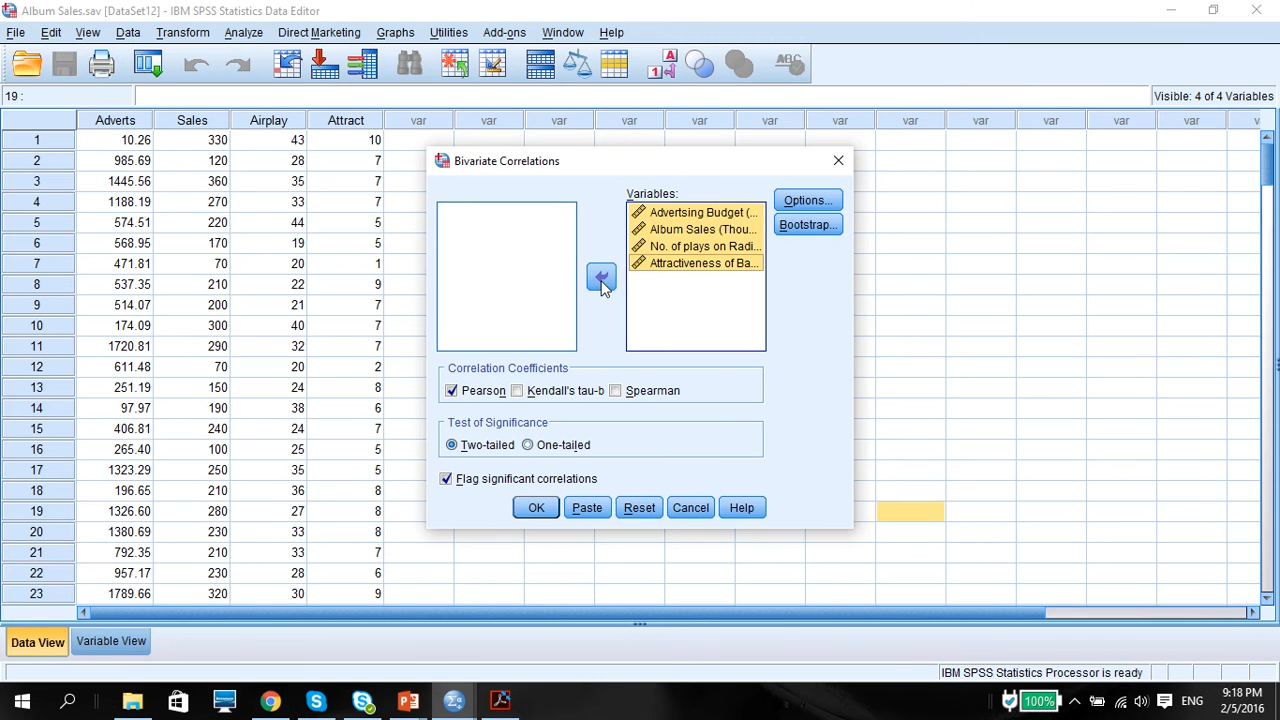 Album Sales.sav [DataSet12] - IBM SPSS Statistics Data Editor
File Edit View Data Transform Analyze Direct Marketing Graphs Utilities Add-ons Window Help
19 : Visible: 4 of 4 Variables
Adverts Sales Airplay Attract var var var var var var var var var var var var
1 10.26 330 43 10
2 985.69 120 28 7
3 1445.56 360 35 7
4 1188.19 270 33 7
5 574.51 220 44 5
6 568.95 170 19 5
7 471.81 70 20 1
8 537.35 210 22 9
9 514.07 200 21 7
10 174.09 300 40 7
11 1720.81 290 32 7
12 611.48 70 20 2
13 251.19 150 24 8
14 97.97 190 38 6
15 406.81 240 24 7
16 265.40 100 25 5
17 1323.29 250 35 5
18 196.65 210 36 8
19 1326.60 280 27 8
20 1380.69 230 33 8
21 792.35 210 33 7
22 957.17 230 28 6
23 1789.66 320 30 9
Bivariate Correlations
Variables:
Advertsing Budget (...
Album Sales (Thou...
No. of plays on Radi...
Attractiveness of Ba...
Options...
Bootstrap...
Correlation Coefficients
Pearson Kendall's tau-b Spearman
Test of Significance
Two-tailed One-tailed
Flag significant correlations
OK Paste Reset Cancel Help
Data View Variable View
IBM SPSS Statistics Processor is ready
100% ENG 9:18 PM
2/5/2016